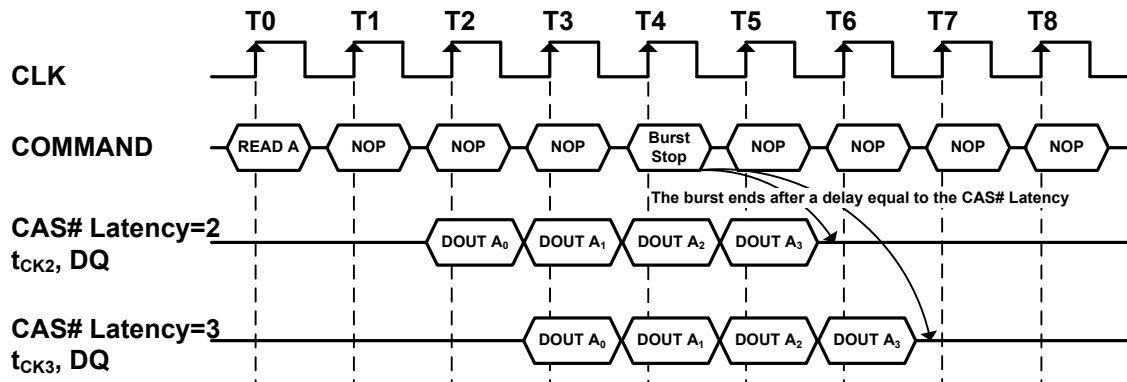 T0 T1 T2 T3 T4 T5 T6 T7 T8
CLK
COMMAND READ A NOP NOP NOP Burst Stop NOP NOP NOP NOP
The burst ends after a delay equal to the CAS# Latency
CAS# Latency=2
tCK2, DQ
DOUT A0 DOUT A1 DOUT A2 DOUT A3
CAS# Latency=3
tCK3, DQ
DOUT A0 DOUT A1 DOUT A2 DOUT A3